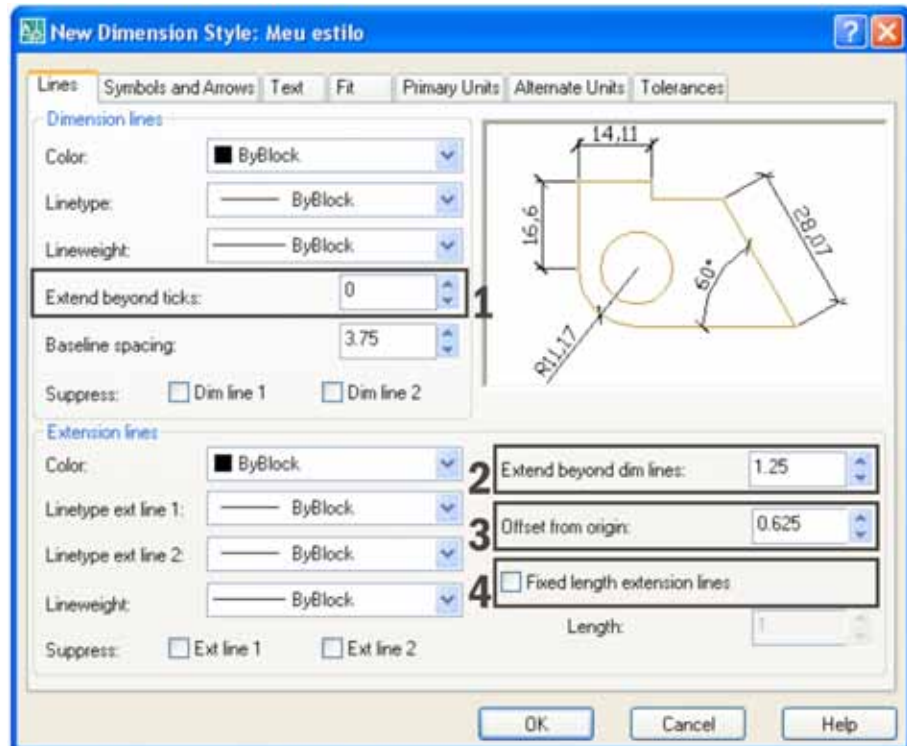 New Dimension Style: Meu estilo
Lines Symbols and Arrows Text Fit Primary Units Alternate Units Tolerances
Dimension lines
Color: ByBlock
Linetype: ByBlock
Lineweight: ByBlock
Extend beyond ticks: 0
1
Baseline spacing: 3.75
Suppress: Dim line 1 Dim line 2
14,11
16,6
28,07
60°
R11,17
Extension lines
Color: ByBlock
Linetype ext line 1: ByBlock
Linetype ext line 2: ByBlock
Lineweight: ByBlock
Suppress: Ext line 1 Ext line 2
2 Extend beyond dim lines: 1.25
3 Offset from origin: 0.625
4 Fixed length extension lines
Length: 1
OK Cancel Help